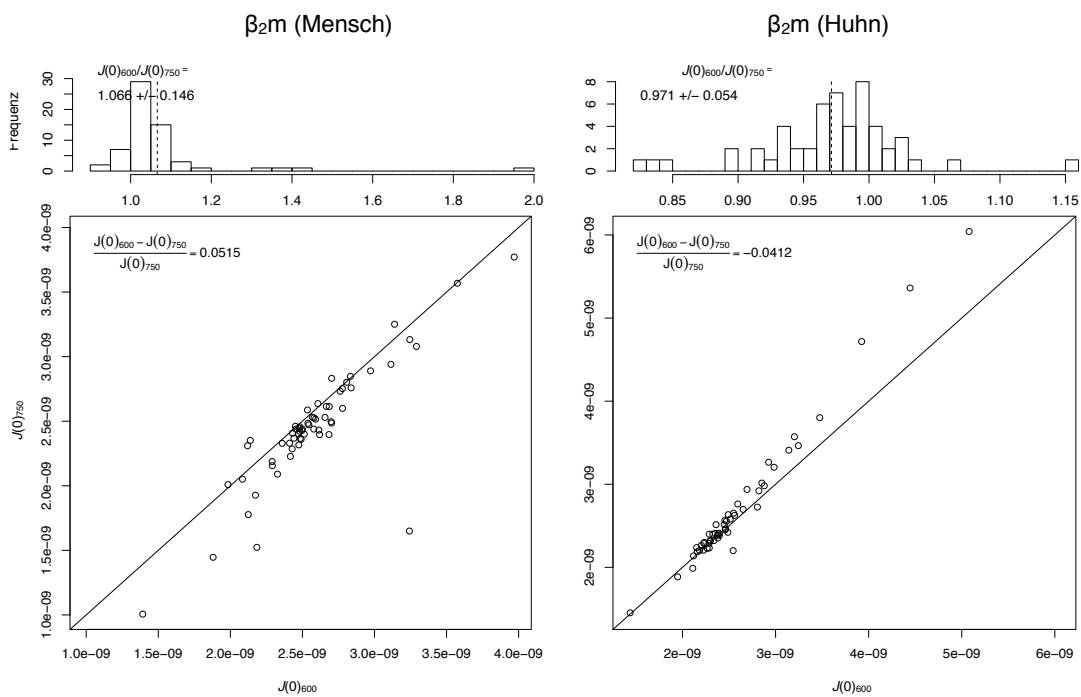 β₂m (Mensch)
J(0)600/J(0)750 =
1.066 +/− 0.146
Frequenz
0 10 20 30
1.0 1.2 1.4 1.6 1.8 2.0
J(0)600 − J(0)750
J(0)750
= 0.0515
J(0)750
1.0e−09 1.5e−09 2.0e−09 2.5e−09 3.0e−09 3.5e−09 4.0e−09
1.0e−09 1.5e−09 2.0e−09 2.5e−09 3.0e−09 3.5e−09 4.0e−09
J(0)600
β₂m (Huhn)
J(0)600/J(0)750 =
0.971 +/− 0.054
0 2 4 6 8
0.85 0.90 0.95 1.00 1.05 1.10 1.15
J(0)600 − J(0)750
J(0)750
= −0.0412
2e−09 3e−09 4e−09 5e−09 6e−09
2e−09 3e−09 4e−09 5e−09 6e−09
J(0)600